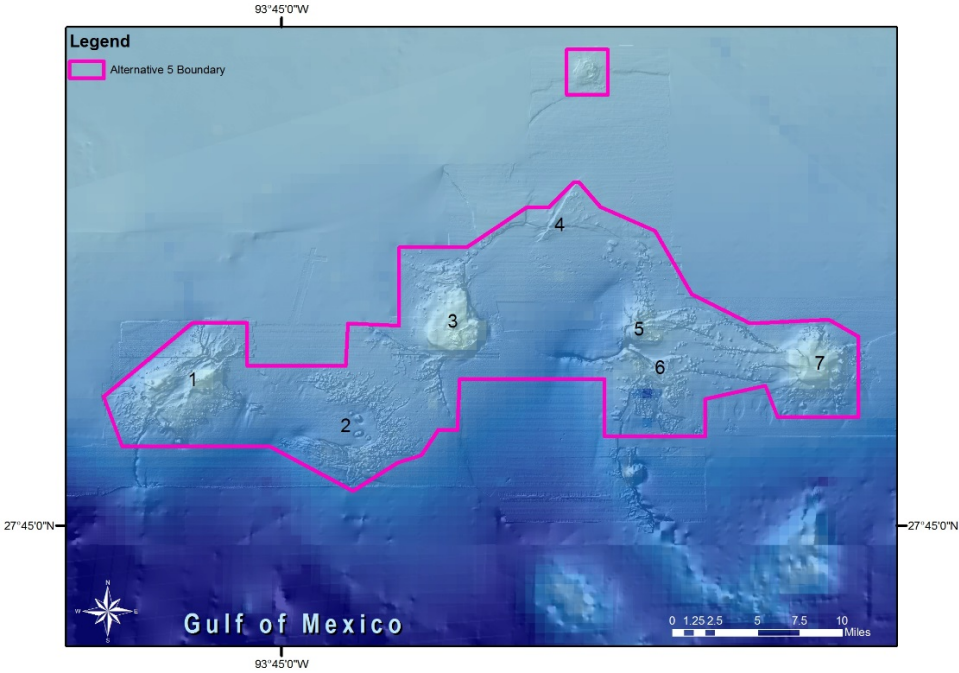 93°45'0"W
Legend
Alternative 5 Boundary
4
3
5
6
7
1
2
27°45'0"N
27°45'0"N
N
W E
S
Gulf of Mexico
0 1.25 2.5 5 7.5 10
Miles
93°45'0"W